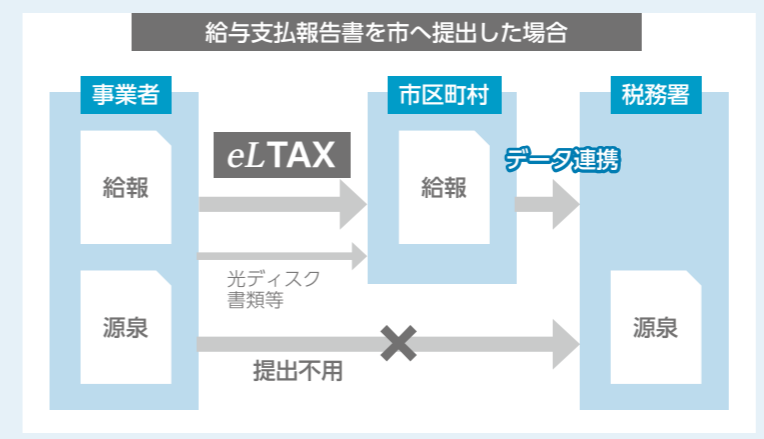 給与支払報告書を市へ提出した場合
事業者
市区町村
税務署
eLTAX
データ連携
給報
給報
光ディスク
書類等
源泉
源泉
提出不用